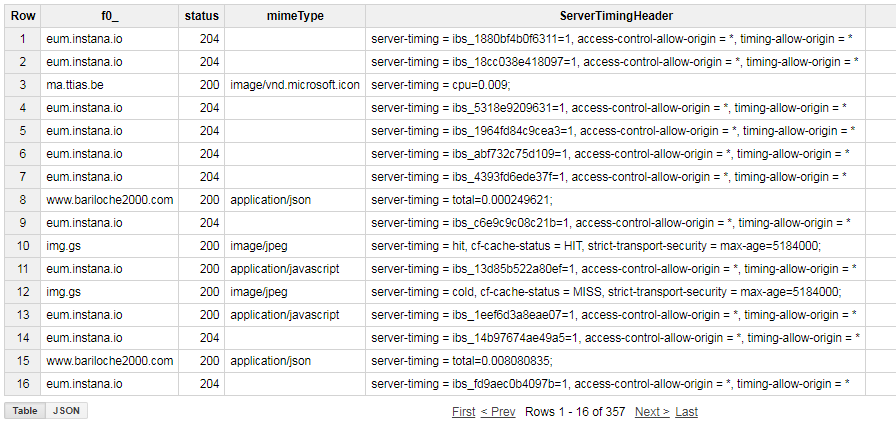 Row f0_ status mimeType ServerTimingHeader
1 eum.instana.io 204 server-timing = ibs_1880bf4b0f6311=1, access-control-allow-origin = *, timing-allow-origin = *
2 eum.instana.io 204 server-timing = ibs_18cc038e418097=1, access-control-allow-origin = *, timing-allow-origin = *
3 ma.ttias.be 200 image/vnd.microsoft.icon server-timing = cpu=0.009;
4 eum.instana.io 204 server-timing = ibs_5318e9209631=1, access-control-allow-origin = *, timing-allow-origin = *
5 eum.instana.io 204 server-timing = ibs_1964fd84c9cea3=1, access-control-allow-origin = *, timing-allow-origin = *
6 eum.instana.io 204 server-timing = ibs_abf732c75d109=1, access-control-allow-origin = *, timing-allow-origin = *
7 eum.instana.io 204 server-timing = ibs_4393fd6ede37f=1, access-control-allow-origin = *, timing-allow-origin = *
8 www.bariloche2000.com 200 application/json server-timing = total=0.000249621;
9 eum.instana.io 204 server-timing = ibs_c6e9c9c08c21b=1, access-control-allow-origin = *, timing-allow-origin = *
10 img.gs 200 image/jpeg server-timing = hit, cf-cache-status = HIT, strict-transport-security = max-age=5184000;
11 eum.instana.io 200 application/javascript server-timing = ibs_13d85b522a80ef=1, access-control-allow-origin = *, timing-allow-origin = *
12 img.gs 200 image/jpeg server-timing = cold, cf-cache-status = MISS, strict-transport-security = max-age=5184000;
13 eum.instana.io 200 application/javascript server-timing = ibs_1eef6d3a8eae07=1, access-control-allow-origin = *, timing-allow-origin = *
14 eum.instana.io 204 server-timing = ibs_14b97674ae49a5=1, access-control-allow-origin = *, timing-allow-origin = *
15 www.bariloche2000.com 200 application/json server-timing = total=0.008080835;
16 eum.instana.io 204 server-timing = ibs_fd9aec0b4097b=1, access-control-allow-origin = *, timing-allow-origin = *
Table JSON First < Prev Rows 1 - 16 of 357 Next > Last